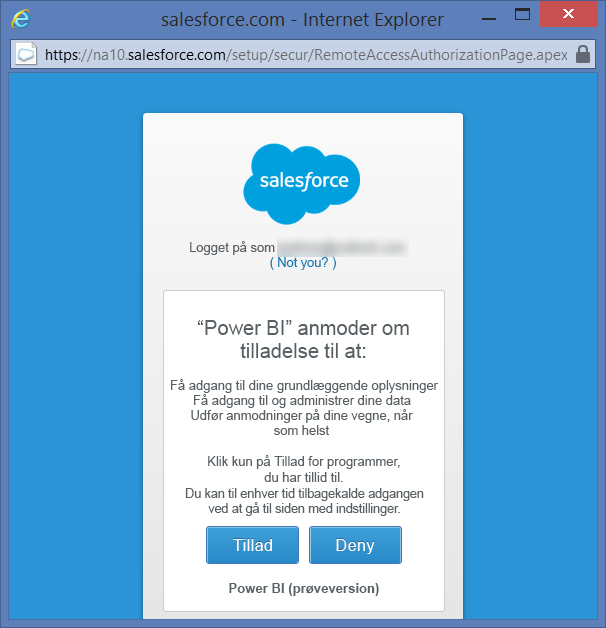 salesforce.com - Internet Explorer
https://na10.salesforce.com/setup/secur/RemoteAccessAuthorizationPage.apex
salesforce
Logget på som
( Not you? )
“Power BI” anmoder om
tilladelse til at:
Få adgang til dine grundlæggende oplysninger
Få adgang til og administrer dine data
Udfør anmodninger på dine vegne, når
som helst
Klik kun på Tillad for programmer,
du har tillid til.
Du kan til enhver tid tilbagekalde adgangen
ved at gå til siden med indstillinger.
Tillad Deny
Power BI (prøveversion)